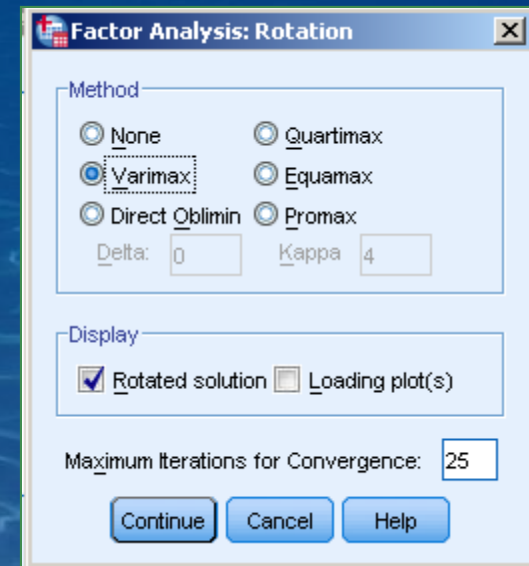 Factor Analysis: Rotation
Method
None Quartimax
Varimax Equamax
Direct Oblimin Promax
Delta: 0 Kappa 4
Display
Rotated solution Loading plot(s)
Maximum Iterations for Convergence: 25
Continue Cancel Help